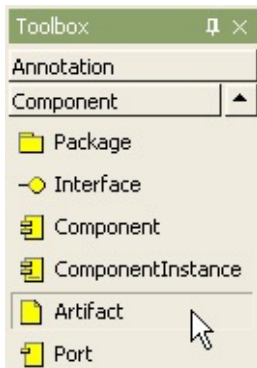 Toolbox
Annotation
Component
Package
Interface
Component
ComponentInstance
Artifact
Port